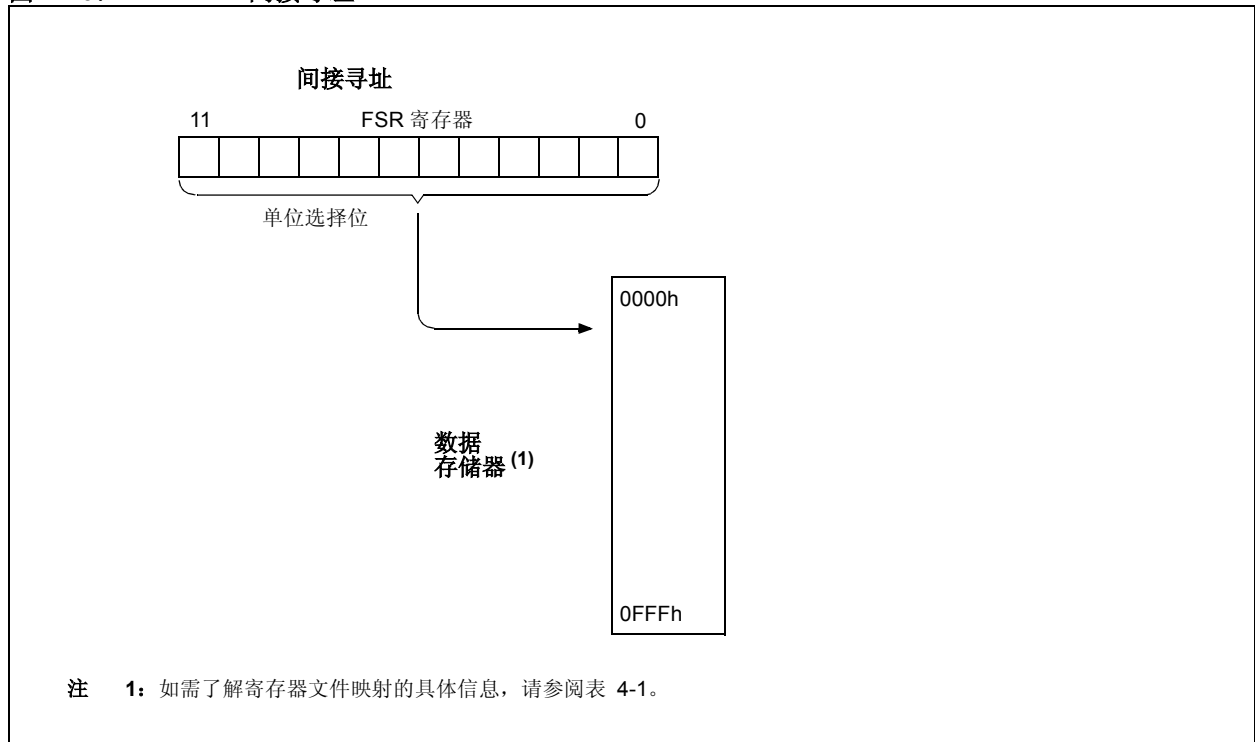 间接寻址
11 FSR 寄存器 0
单位选择位
0000h
数据
存储器 (1)
0FFFh
注 1：如需了解寄存器文件映射的具体信息，请参阅表 4-1。